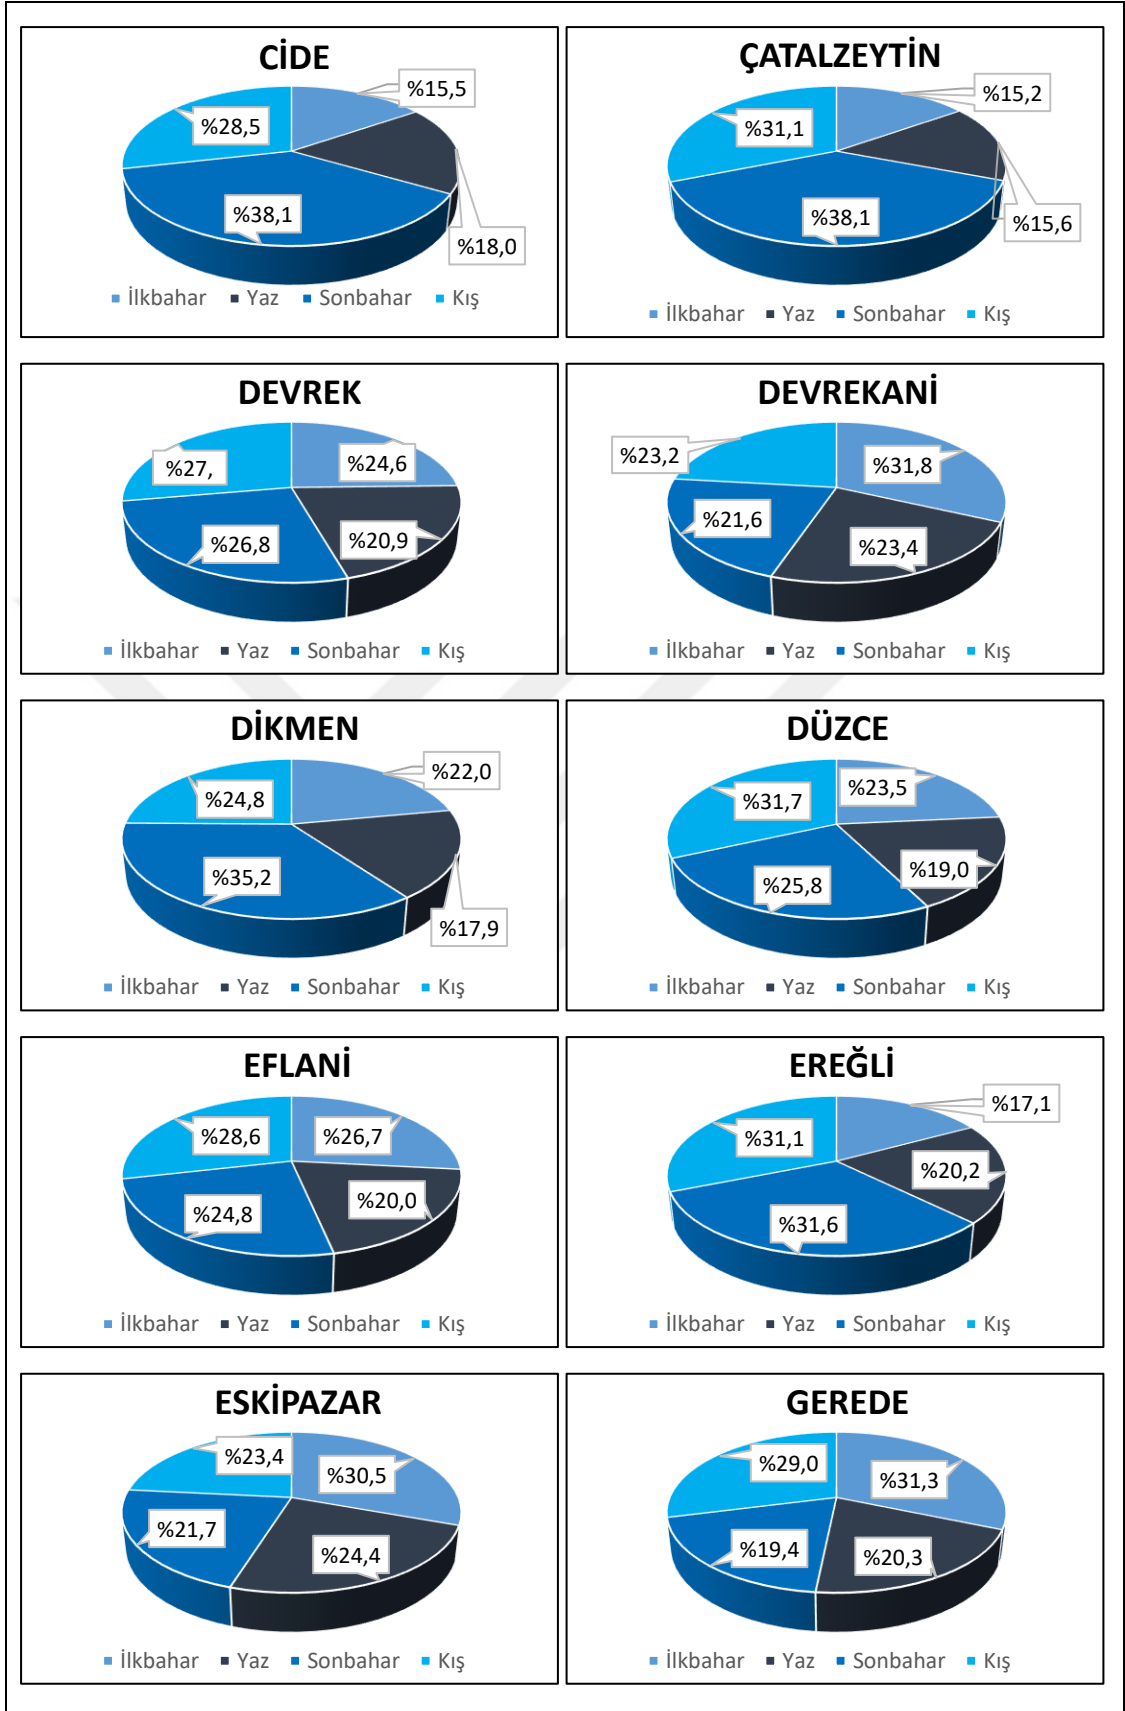 CİDE
%15,5
%28,5
%38,1
%18,0
İlkbahar Yaz Sonbahar Kış
ÇATALZEYTİN
%15,2
%31,1
%38,1
%15,6
İlkbahar Yaz Sonbahar Kış
DEVREK
%27,
%24,6
%26,8
%20,9
İlkbahar Yaz Sonbahar Kış
DEVREKANİ
%23,2
%31,8
%21,6
%23,4
İlkbahar Yaz Sonbahar Kış
DİKMEN
%22,0
%24,8
%35,2
%17,9
İlkbahar Yaz Sonbahar Kış
DÜZCE
%23,5
%31,7
%19,0
%25,8
İlkbahar Yaz Sonbahar Kış
EFLANİ
%28,6
%26,7
%20,0
%24,8
İlkbahar Yaz Sonbahar Kış
EREĞLİ
%17,1
%31,1
%20,2
%31,6
İlkbahar Yaz Sonbahar Kış
ESKİPAZAR
%23,4
%30,5
%21,7
%24,4
İlkbahar Yaz Sonbahar Kış
GEREDE
%29,0
%31,3
%19,4
%20,3
İlkbahar Yaz Sonbahar Kış